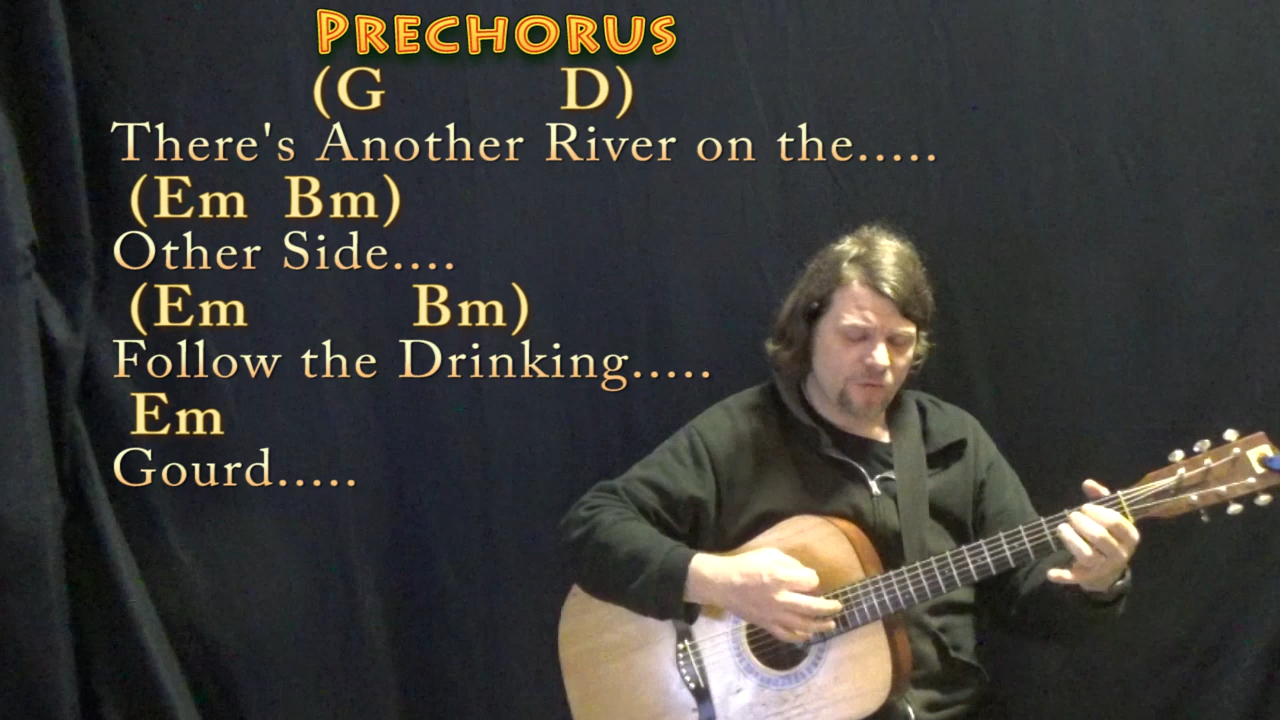 PRECHORUS
(G D)
There's Another River on the.....
(Em Bm)
Other Side....
(Em Bm)
Follow the Drinking.....
Em
Gourd.....